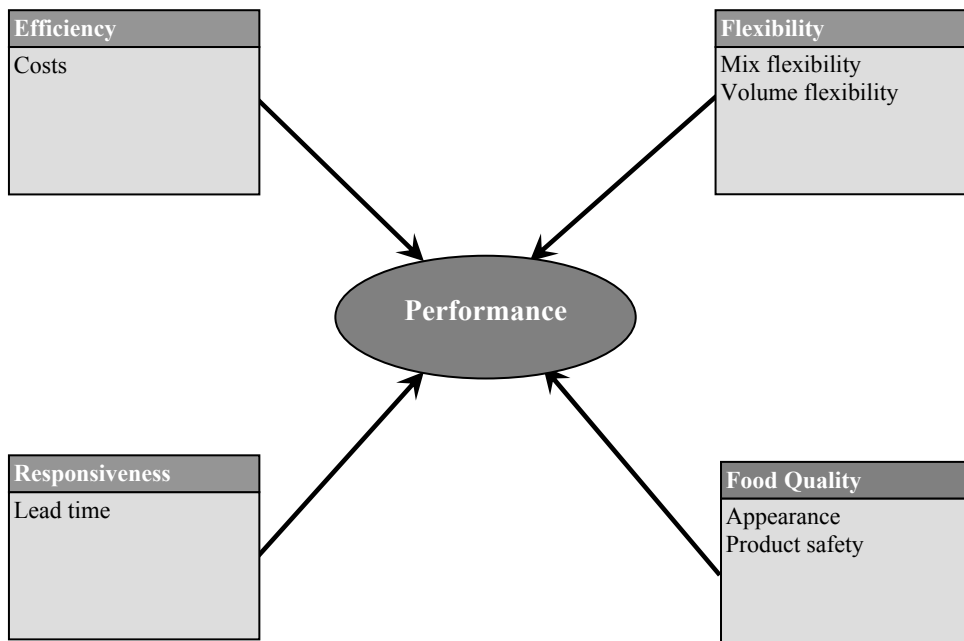 Efficiency
Costs
Flexibility
Mix flexibility
Volume flexibility
Performance
Responsiveness
Lead time
Food Quality
Appearance
Product safety